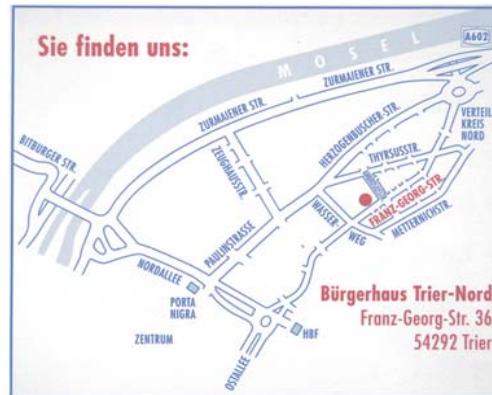 Sie finden uns:
MOSEL
A602
ZURMAIENER STR.
ZURMAIENER STR.
BITBURGER STR.
ZEUGHAUSSTR.
HERZOGENBUSCHER-STR.
VERTEIL
KREIS
NORD
THYRSUSSTR.
FRANZ-GEORG-STR.
METTERNICHSTR.
WASSER-
WEG
PAULINSTRASSE
NORDALLEE
PORTA
NIGRA
HBF
ZENTRUM
OSTALLEE
Bürgerhaus Trier-Nord
Franz-Georg-Str. 36
54292 Trier